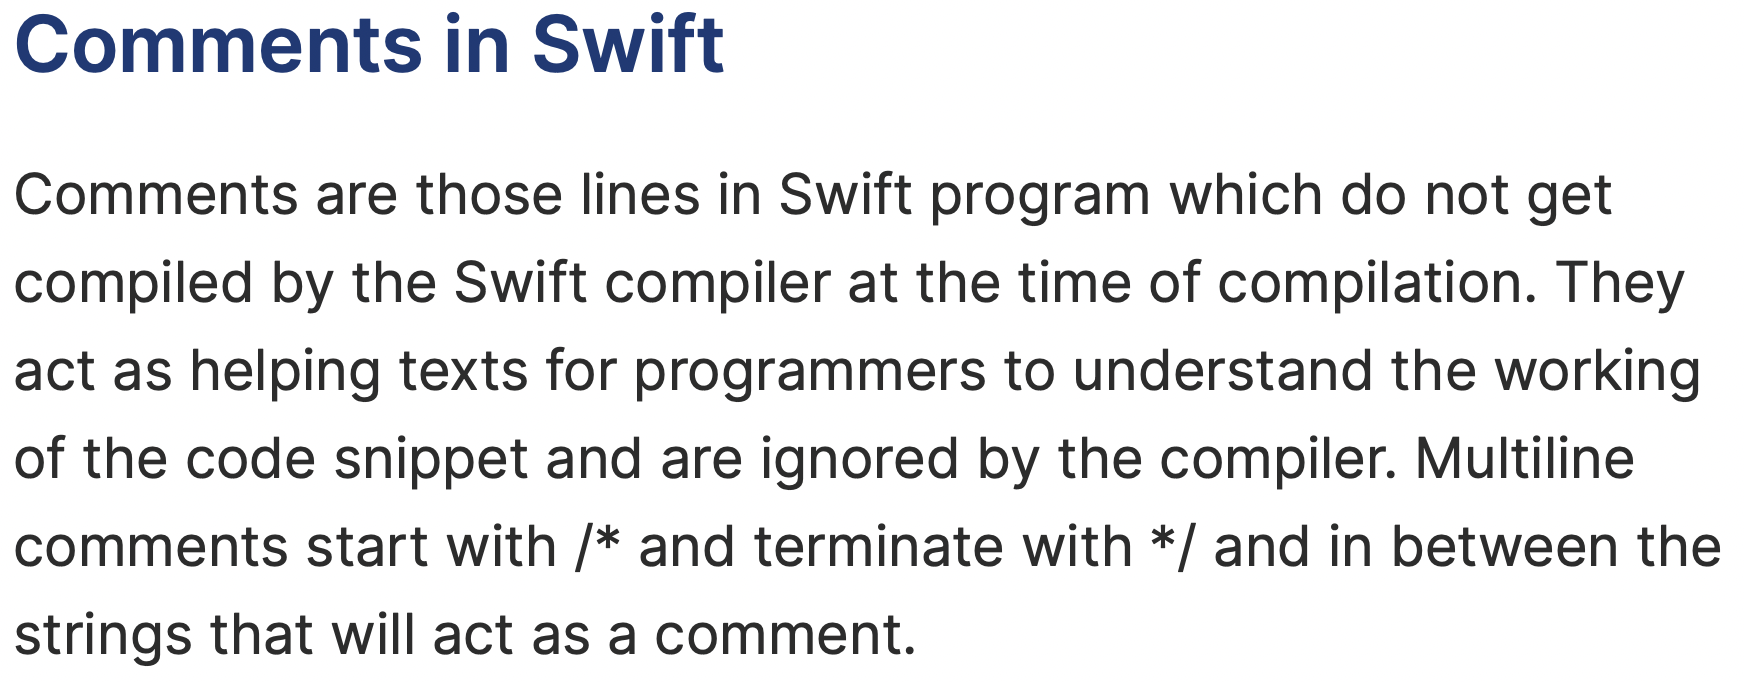 Comments in Swift
Comments are those lines in Swift program which do not get
compiled by the Swift compiler at the time of compilation. They
act as helping texts for programmers to understand the working
of the code snippet and are ignored by the compiler. Multiline
comments start with /* and terminate with */ and in between the
strings that will act as a comment.